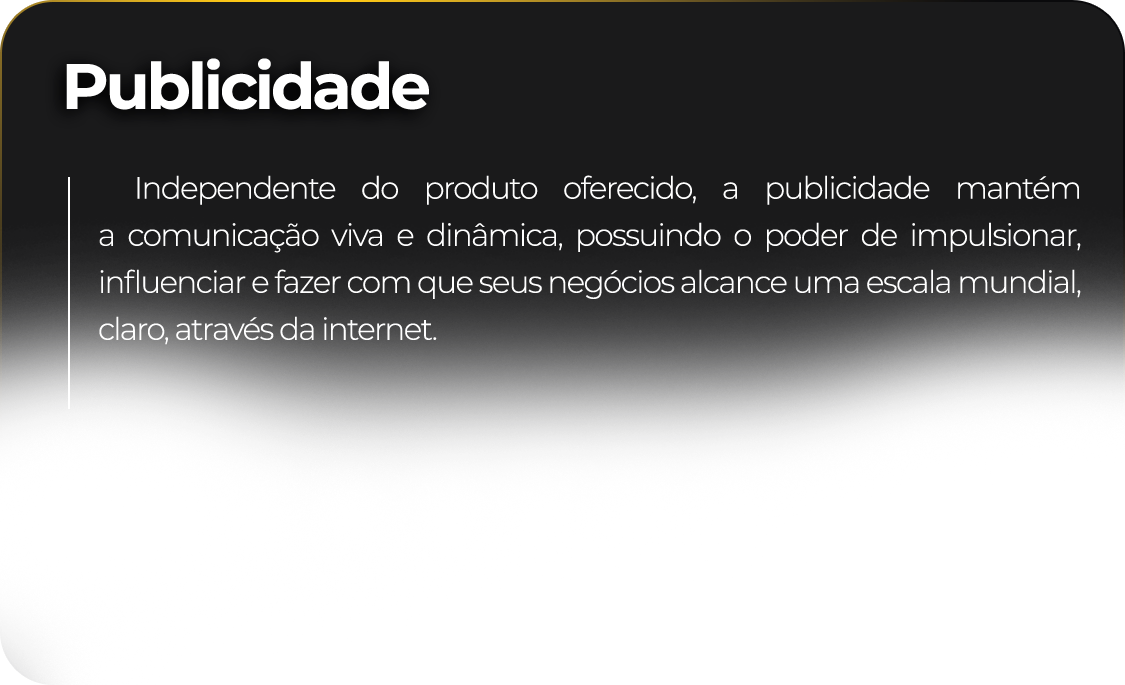 Publicidade
Independente do produto oferecido, a publicidade mantém
a comunicação viva e dinâmica, possuindo o poder de impulsionar,
influenciar e fazer com que seus negócios alcance uma escala mundial,
claro, através da internet.